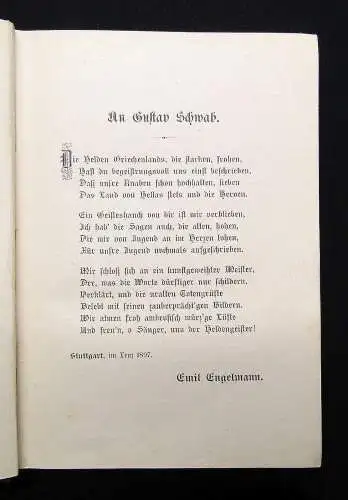 An Gustav Schwab.
Die Helden Griechenlands, die starken, frohen,
Hast du begeistrungsvoll uns einst beschrieben,
Daß unsre Knaben schon hochhalten, lieben
Das Land von Hellas stets und die Heroen.
Ein Geisteshauch von dir ist mir verblieben,
Ich hab' die Sagen auch, die alten, hohen,
Die mir von Jugend an im Herzen lohen,
Für unsre Jugend nochmals aufgeschrieben.
Mir schloß sich an ein kunstgeweihter Meister,
Der, was die Worte dürftiger nur schildern,
Verklärt, und die uralten Totengrüfte
Belebt mit seinen zauberprächt'gen Bildern.
Wir atmen froh ambrosisch würz'ge Lüfte
Und freu'n, o Sänger, uns der Heldengeister!
Stuttgart, im Lenz 1897.
Emil Engelmann.